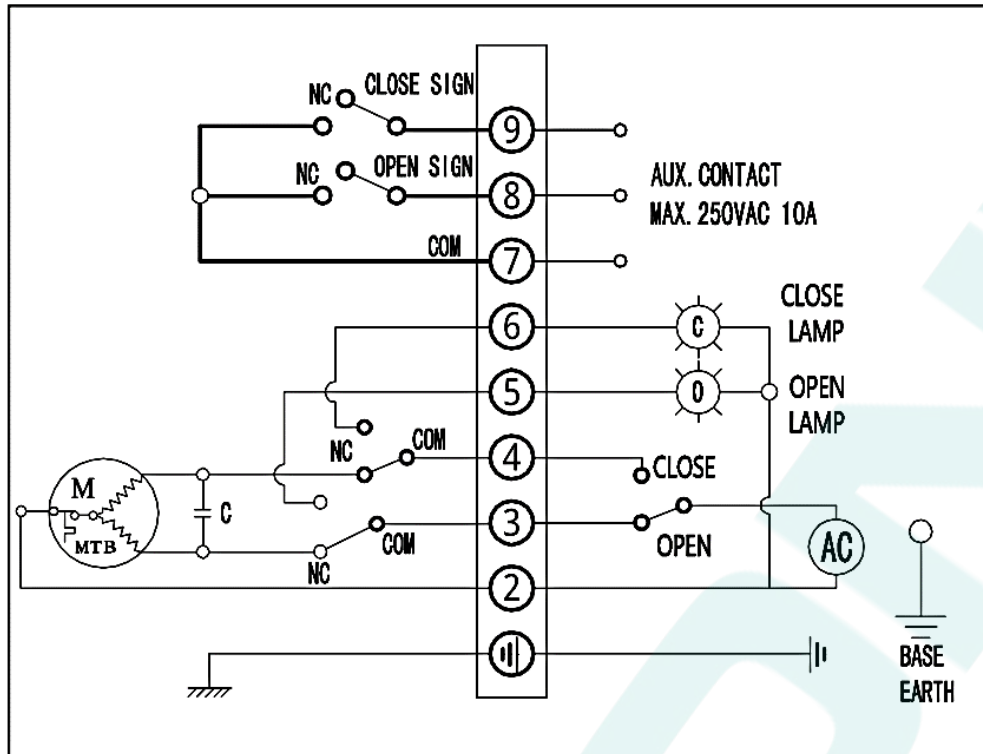 CLOSE SIGN
NC
9
OPEN SIGN
NC
8
AUX. CONTACT
MAX. 250VAC 10A
COM
7
CLOSE
LAMP
6
C
OPEN
LAMP
5
O
NC
COM
4
CLOSE
M
MTB
C
3
COM
OPEN
NC
AC
2
BASE
EARTH